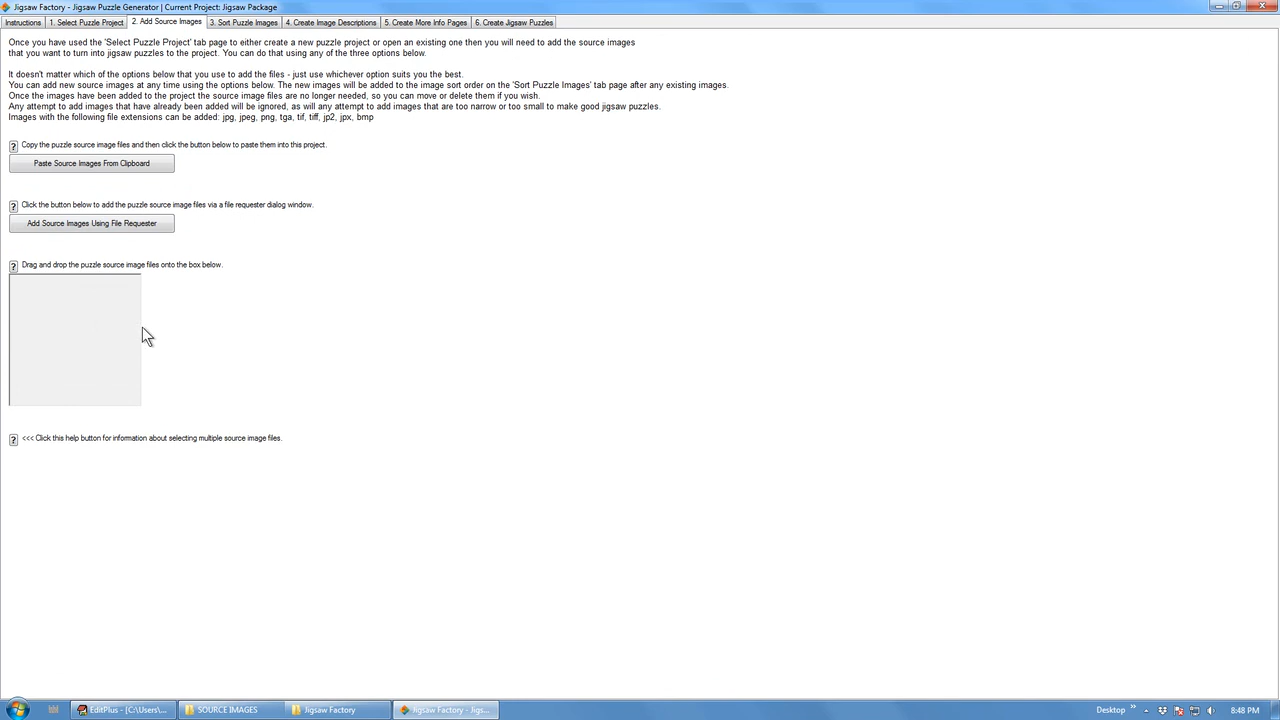 Jigsaw Factory - Jigsaw Puzzle Generator | Current Project: Jigsaw Package
Instructions
1. Select Puzzle Project
2. Add Source Images
3. Sort Puzzle Images
4. Create Image Descriptions
5. Create More Info Pages
6. Create Jigsaw Puzzles
Once you have used the 'Select Puzzle Project' tab page to either create a new puzzle project or open an existing one then you will need to add the source images
that you want to turn into jigsaw puzzles to the project. You can do that using any of the three options below.
It doesn't matter which of the options below that you use to add the files - just use whichever option suits you the best.
You can add new source images at any time using the options below. The new images will be added to the image sort order on the 'Sort Puzzle Images' tab page after any existing images.
Once the images have been added to the project the source image files are no longer needed, so you can move or delete them if you wish.
Any attempt to add images that have already been added will be ignored, as will any attempt to add images that are too narrow or too small to make good jigsaw puzzles.
Images with the following file extensions can be added: jpg, jpeg, png, tga, tif, tiff, jp2, jpx, bmp
? Copy the puzzle source image files and then click the button below to paste them into this project.
Paste Source Images From Clipboard
? Click the button below to add the puzzle source image files via a file requester dialog window.
Add Source Images Using File Requester
? Drag and drop the puzzle source image files onto the box below.
? <<< Click this help button for information about selecting multiple source image files.
EditPlus - [C:\Users\...
SOURCE IMAGES
Jigsaw Factory
Jigsaw Factory - Jigs...
Desktop
8:48 PM